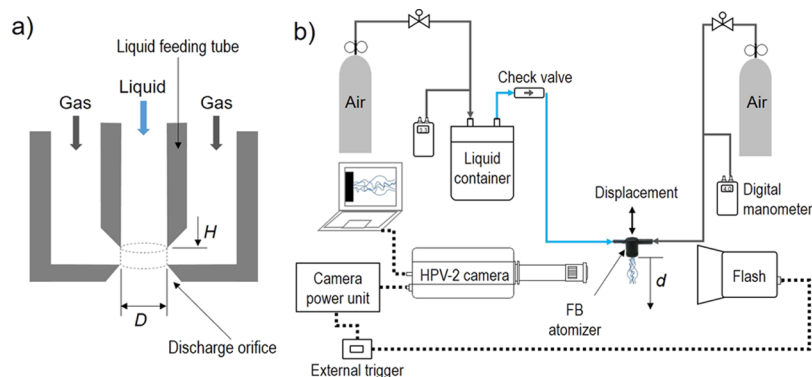 a)
Liquid feeding tube
Gas
Liquid
Gas
H
D
Discharge orifice
b)
Air
Check valve
Liquid
container
Air
Displacement
Digital
manometer
HPV-2 camera
Camera
power unit
FB
atomizer
d
Flash
External trigger